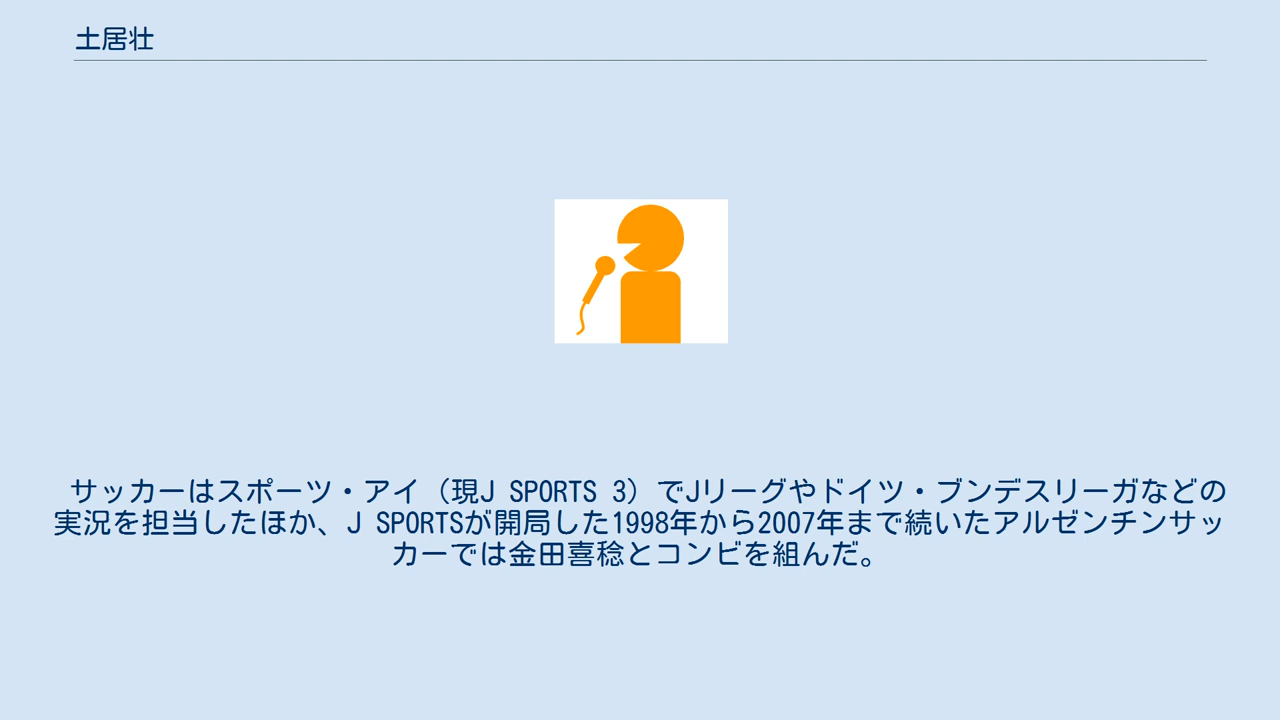 土居壮
サッカーはスポーツ・アイ（現J SPORTS 3）でJリーグやドイツ・ブンデスリーガなどの
実況を担当したほか、J SPORTSが開局した1998年から2007年まで続いたアルゼンチンサッ
カーでは金田喜稔とコンビを組んだ。